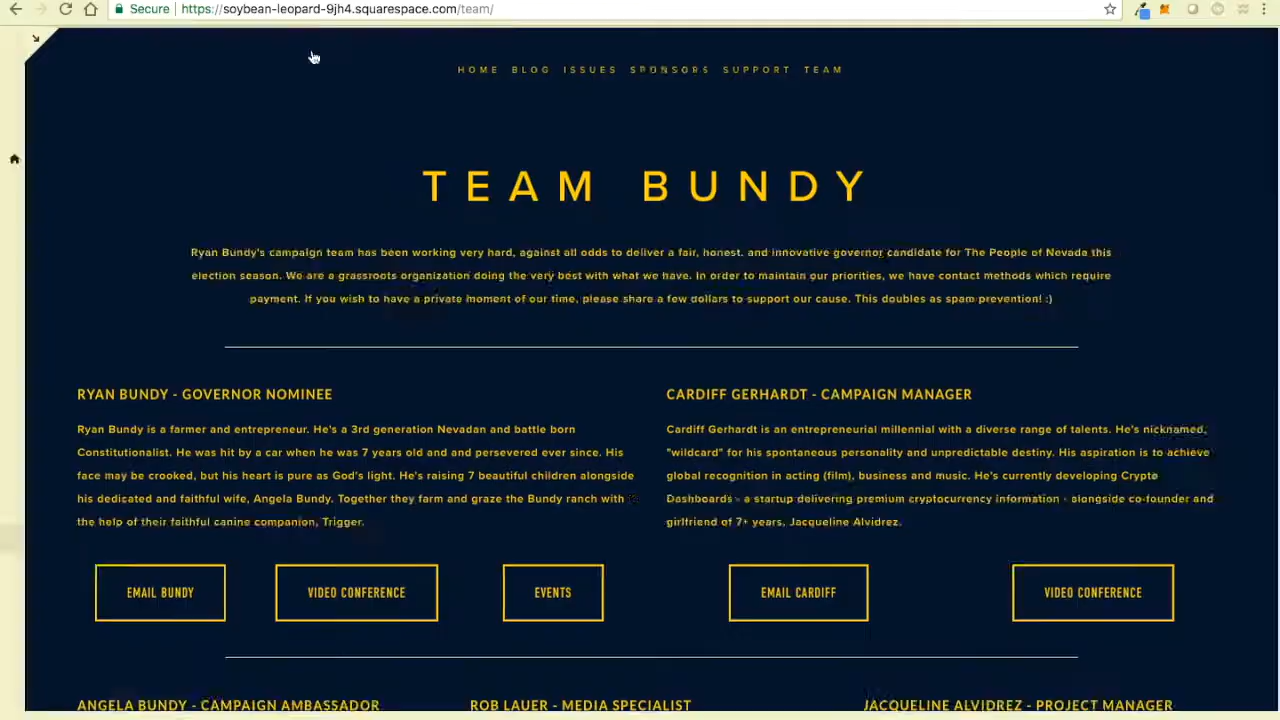 Secure | https://soybean-leopard-9jh4.squarespace.com/team/
HOME BLOG ISSUES SPONSORS SUPPORT TEAM
TEAM BUNDY
Ryan Bundy's campaign team has been working very hard, against all odds to deliver a fair, honest, and innovative governor candidate for The People of Nevada this
election season. We are a grassroots organization doing the very best with what we have. In order to maintain our priorities, we have contact methods which require
payment. If you wish to have a private moment of our time, please share a few dollars to support our cause. This doubles as spam prevention! :)
RYAN BUNDY - GOVERNOR NOMINEE
Ryan Bundy is a farmer and entrepreneur. He's a 3rd generation Nevadan and battle born
Constitutionalist. He was hit by a car when he was 7 years old and and persevered ever since. His
face may be crooked, but his heart is pure as God's light. He's raising 7 beautiful children alongside
his dedicated and faithful wife, Angela Bundy. Together they farm and graze the Bundy ranch with
the help of their faithful canine companion, Trigger.
EMAIL BUNDY
VIDEO CONFERENCE
EVENTS
CARDIFF GERHARDT - CAMPAIGN MANAGER
Cardiff Gerhardt is an entrepreneurial millennial with a diverse range of talents. He's nicknamed,
"wildcard" for his spontaneous personality and unpredictable destiny. His aspiration is to achieve
global recognition in acting (film), business and music. He's currently developing Crypto
Dashboards - a startup delivering premium cryptocurrency information - alongside co-founder and
girlfriend of 7+ years, Jacqueline Alvidrez.
EMAIL CARDIFF
VIDEO CONFERENCE
ANGELA BUNDY - CAMPAIGN AMBASSADOR
ROB LAUER - MEDIA SPECIALIST
JACQUELINE ALVIDREZ - PROJECT MANAGER